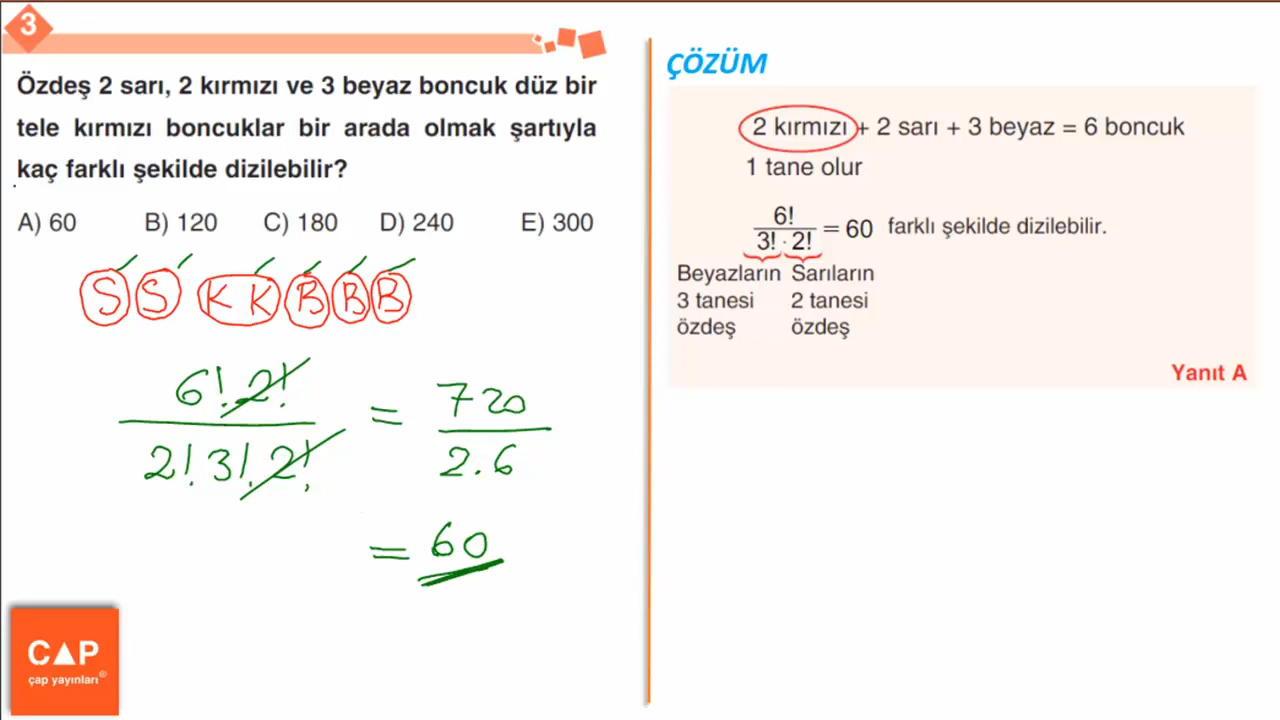 3
Özdeş 2 sarı, 2 kırmızı ve 3 beyaz boncuk düz bir
tele kırmızı boncuklar bir arada olmak şartıyla
kaç farklı şekilde dizilebilir?
A) 60 B) 120 C) 180 D) 240 E) 300
S S K K B B B
6! . 2!
2! . 3! . 2!
= 720
2 . 6
= 60
CAP
çap yayınları®
ÇÖZÜM
2 kırmızı + 2 sarı + 3 beyaz = 6 boncuk
1 tane olur
6!
3! · 2!
= 60 farklı şekilde dizilebilir.
Beyazların Sarıların
3 tanesi 2 tanesi
özdeş özdeş
Yanıt A